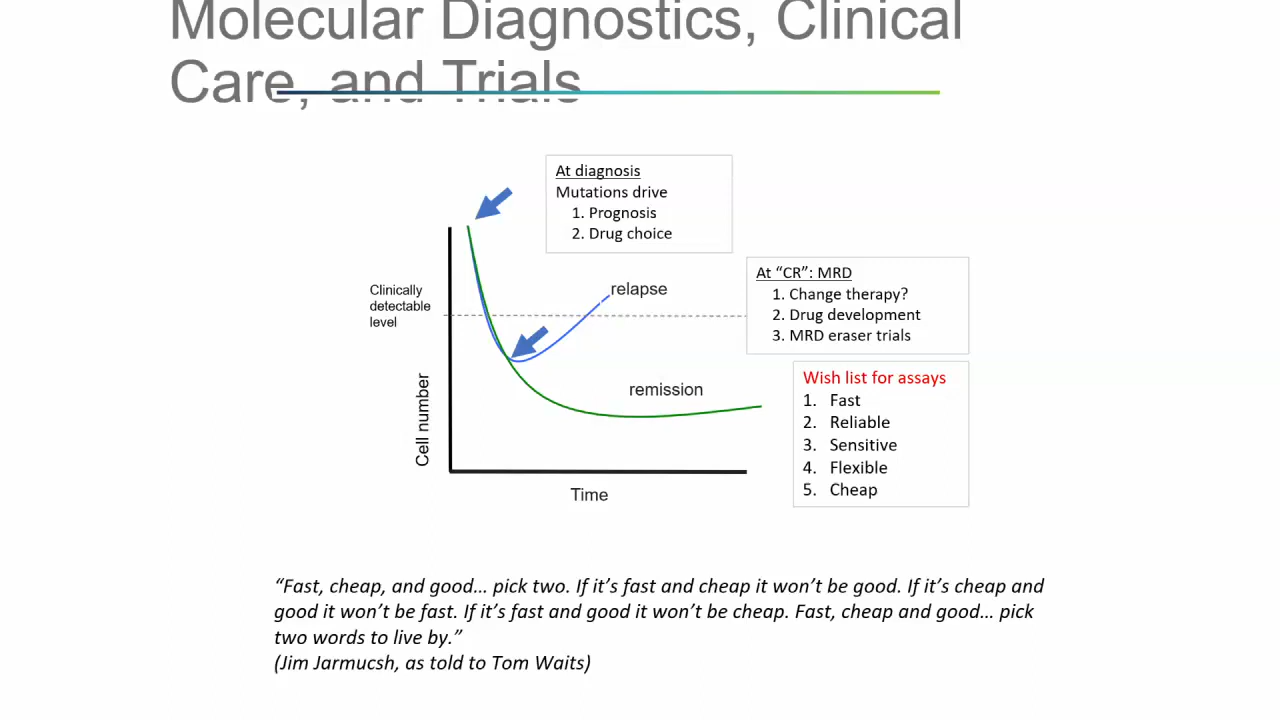 Molecular Diagnostics, Clinical
Care, and Trials
At diagnosis
Mutations drive
1. Prognosis
2. Drug choice
At “CR”: MRD
1. Change therapy?
2. Drug development
3. MRD eraser trials
Clinically
detectable
level
relapse
remission
Cell number
Time
Wish list for assays
1. Fast
2. Reliable
3. Sensitive
4. Flexible
5. Cheap
“Fast, cheap, and good… pick two. If it’s fast and cheap it won’t be good. If it’s cheap and
good it won’t be fast. If it’s fast and good it won’t be cheap. Fast, cheap and good… pick
two words to live by.”
(Jim Jarmucsh, as told to Tom Waits)